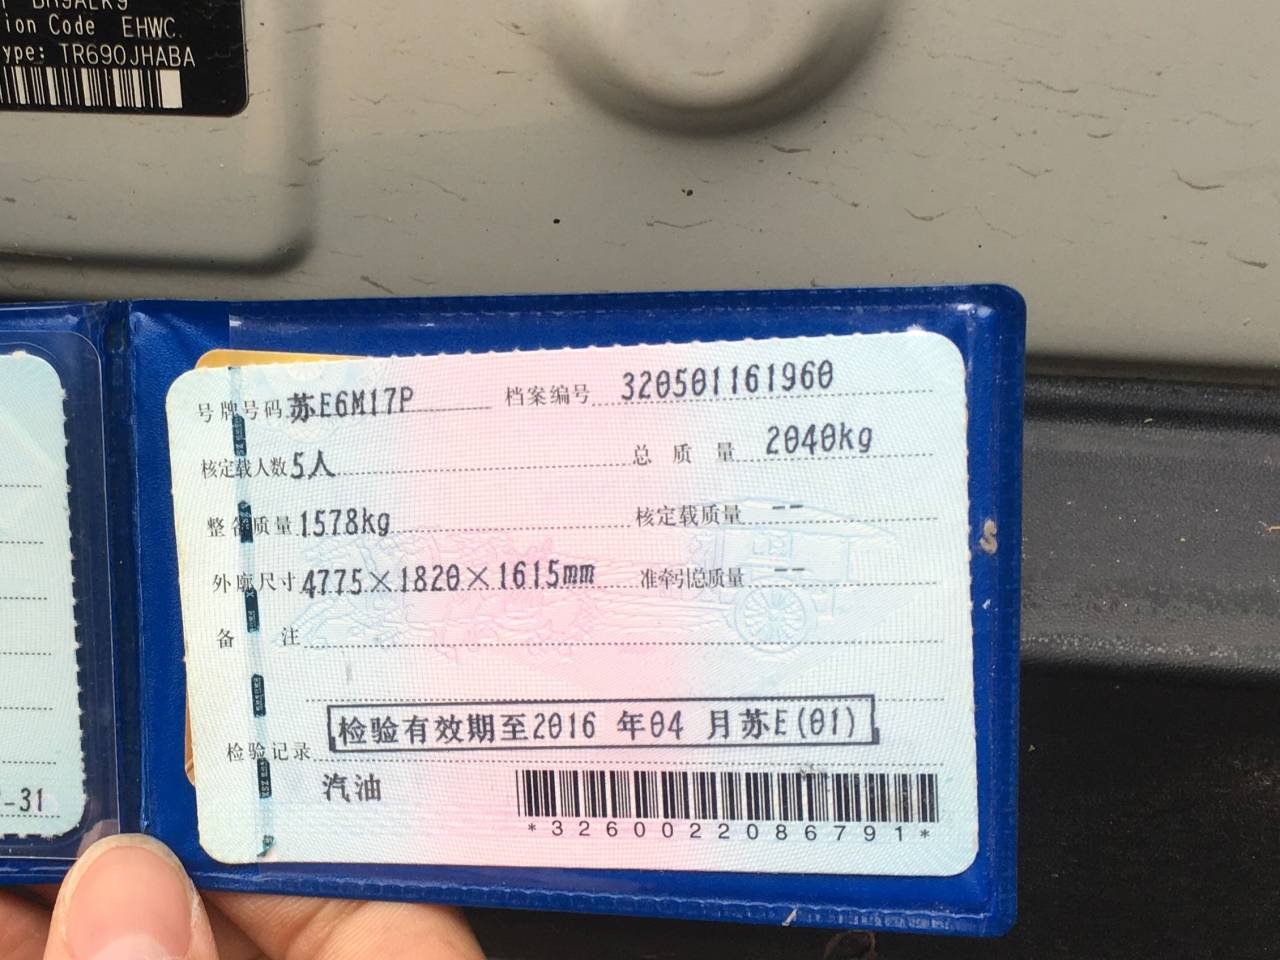 ion Code EHWC.
ype: TR690JHABA
号牌号码 苏E6M17P 档案编号 320501161960
核定载人数 5人 总质量 2040kg
整备质量 1578kg 核定载质量 --
外廓尺寸 4775×1820×1615mm 准牵引总质量 --
备注
检验记录 检验有效期至2016 年04 月苏E(01)
汽油
*3260022086791*
-31